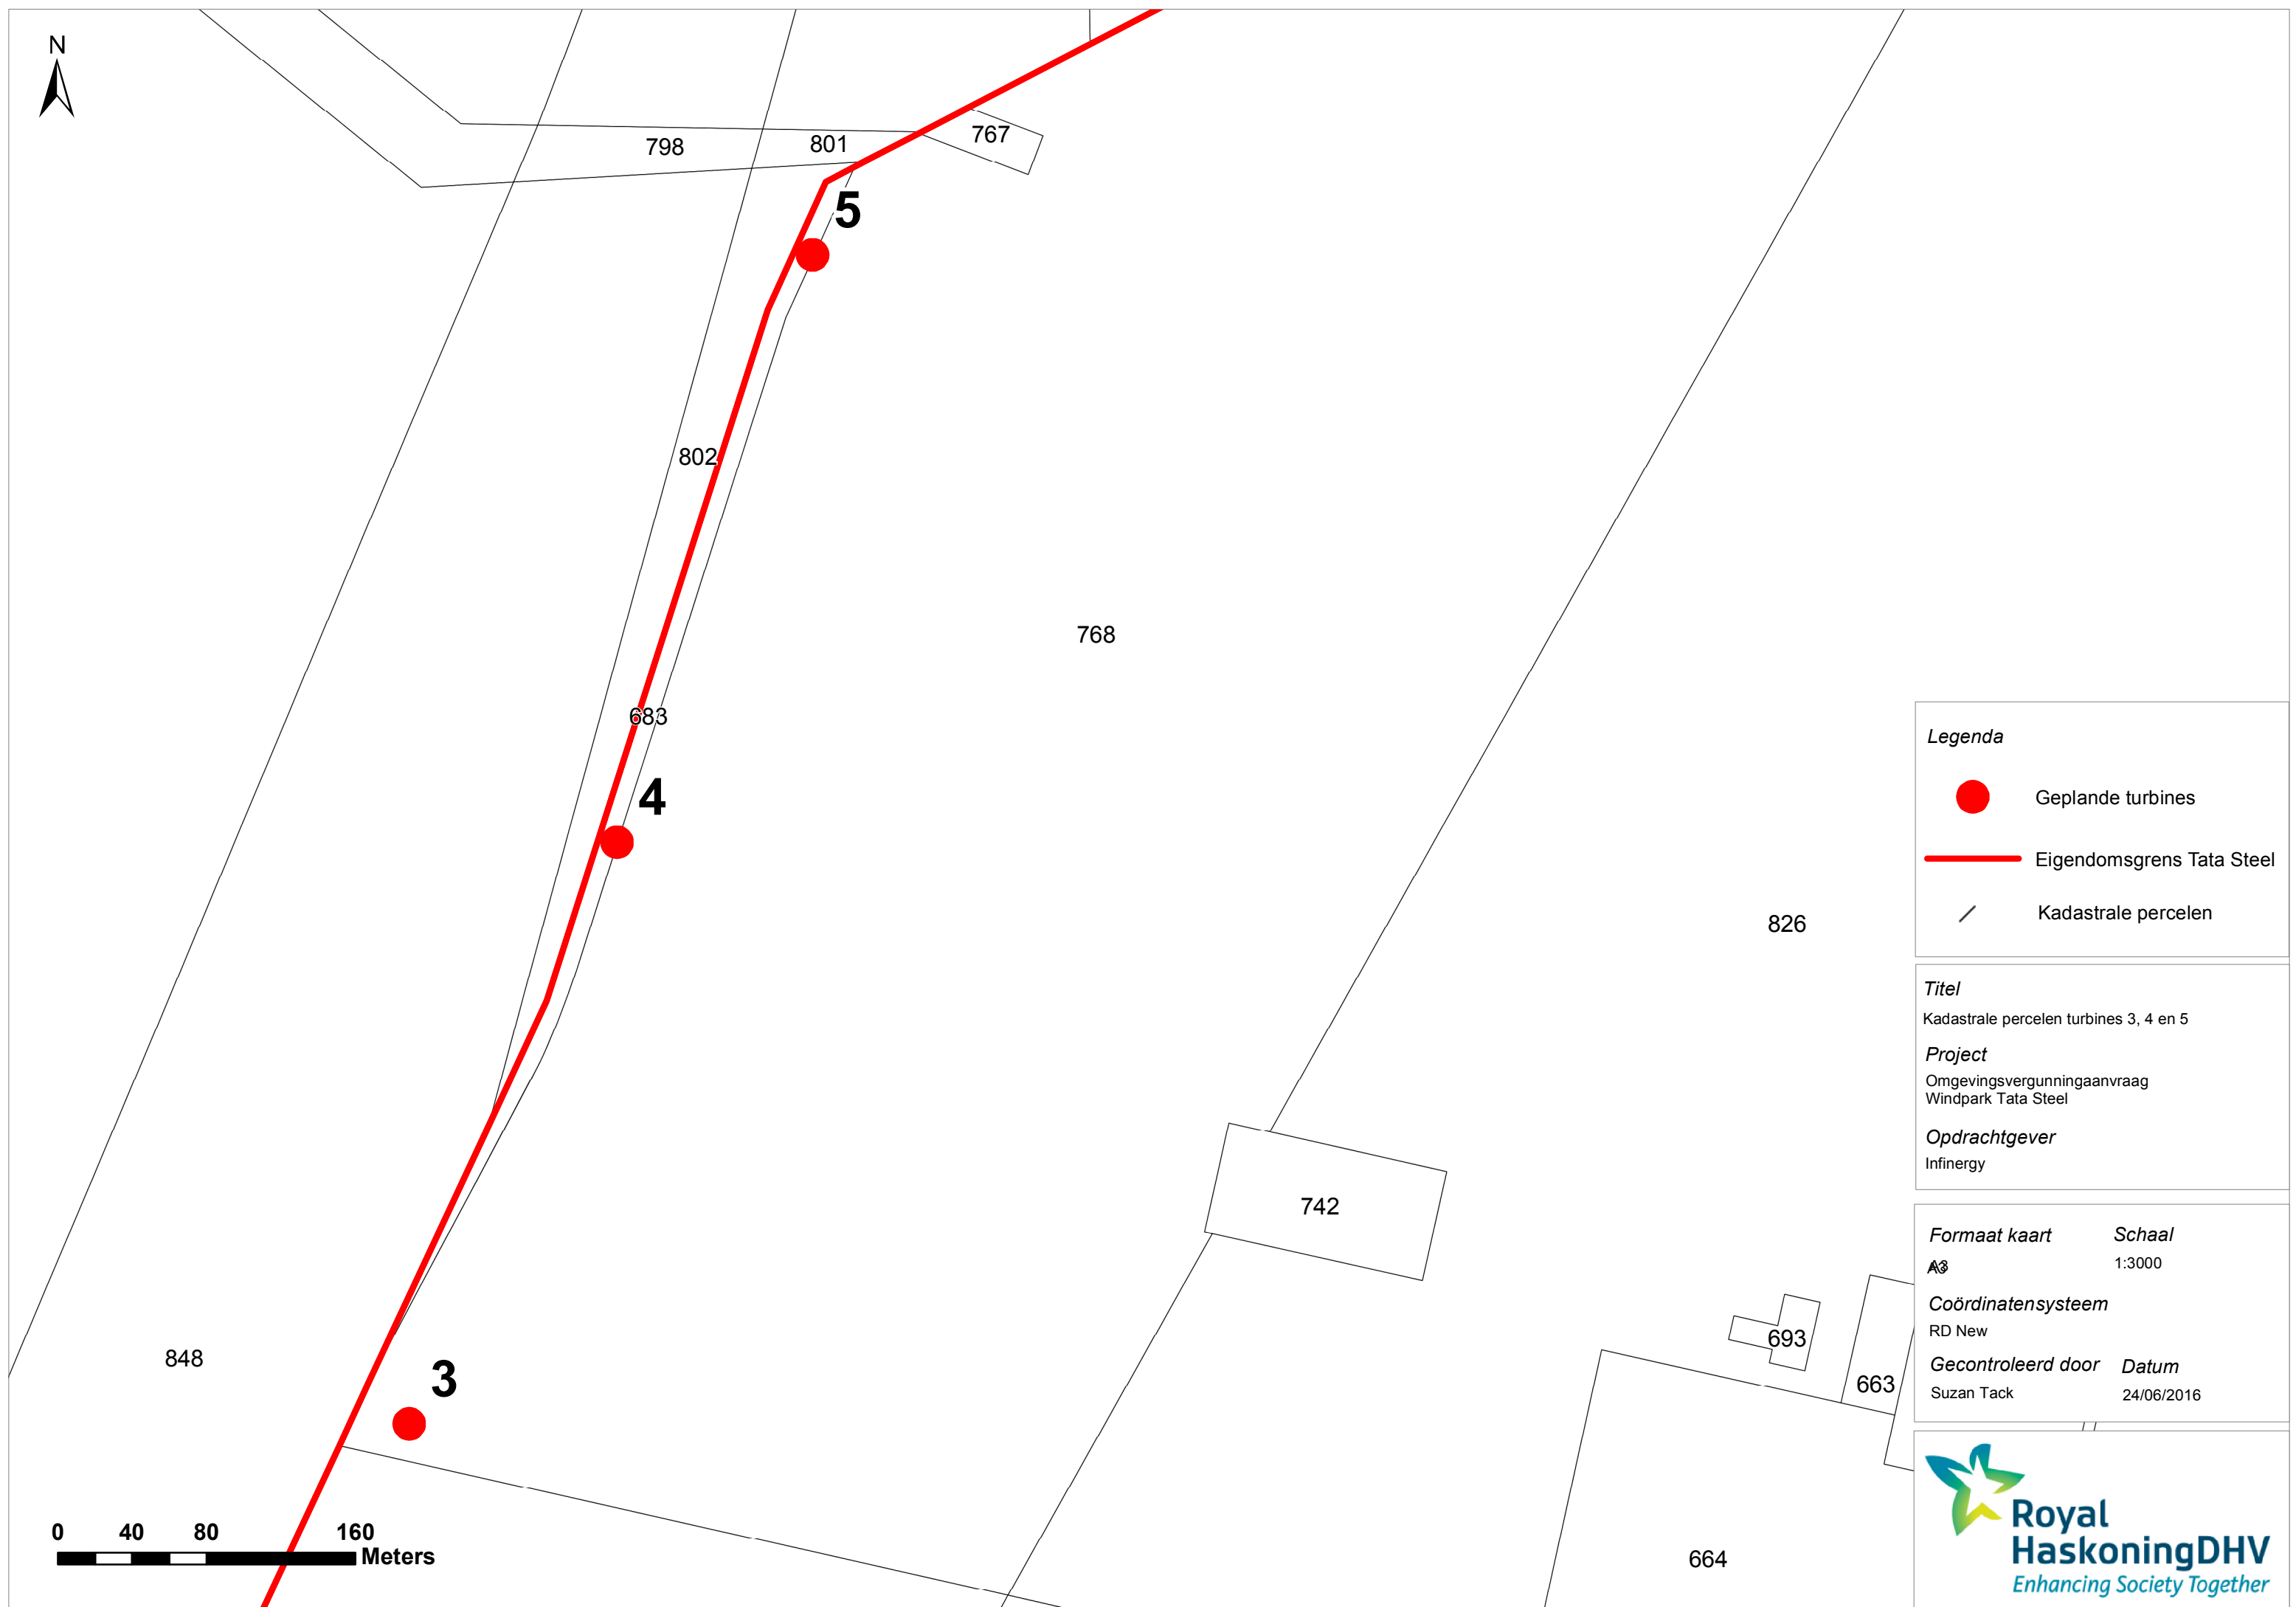 N
798
801
767
5
802
768
683
4
826
742
848
3
693
663
664
0 40 80 160
Meters
Legenda
Geplande turbines
Eigendomsgrens Tata Steel
Kadastrale percelen
Titel
Kadastrale percelen turbines 3, 4 en 5
Project
Omgevingsvergunningaanvraag
Windpark Tata Steel
Opdrachtgever
Infinergy
Formaat kaart Schaal
A3 1:3000
Coördinatensysteem
RD New
Gecontroleerd door Datum
Suzan Tack 24/06/2016
Royal
HaskoningDHV
Enhancing Society Together